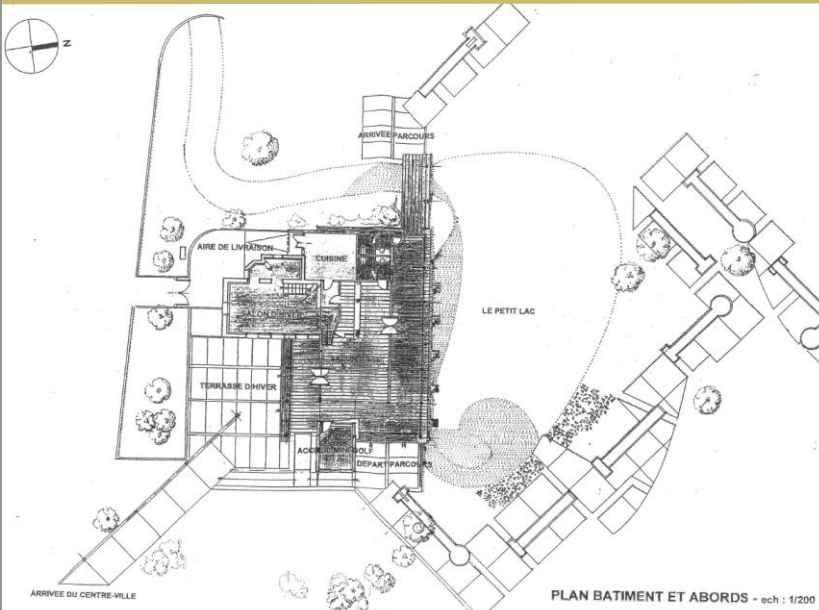 N
ARRIVEE PARCOURS
AIRE DE LIVRAISON
CUISINE
SALON D'HIVER
LE PETIT LAC
TERRASSE D'HIVER
ACCUEIL MINI GOLF
DEPART PARCOURS
ARRIVEE DU CENTRE-VILLE
PLAN BATIMENT ET ABORDS - ech : 1/200